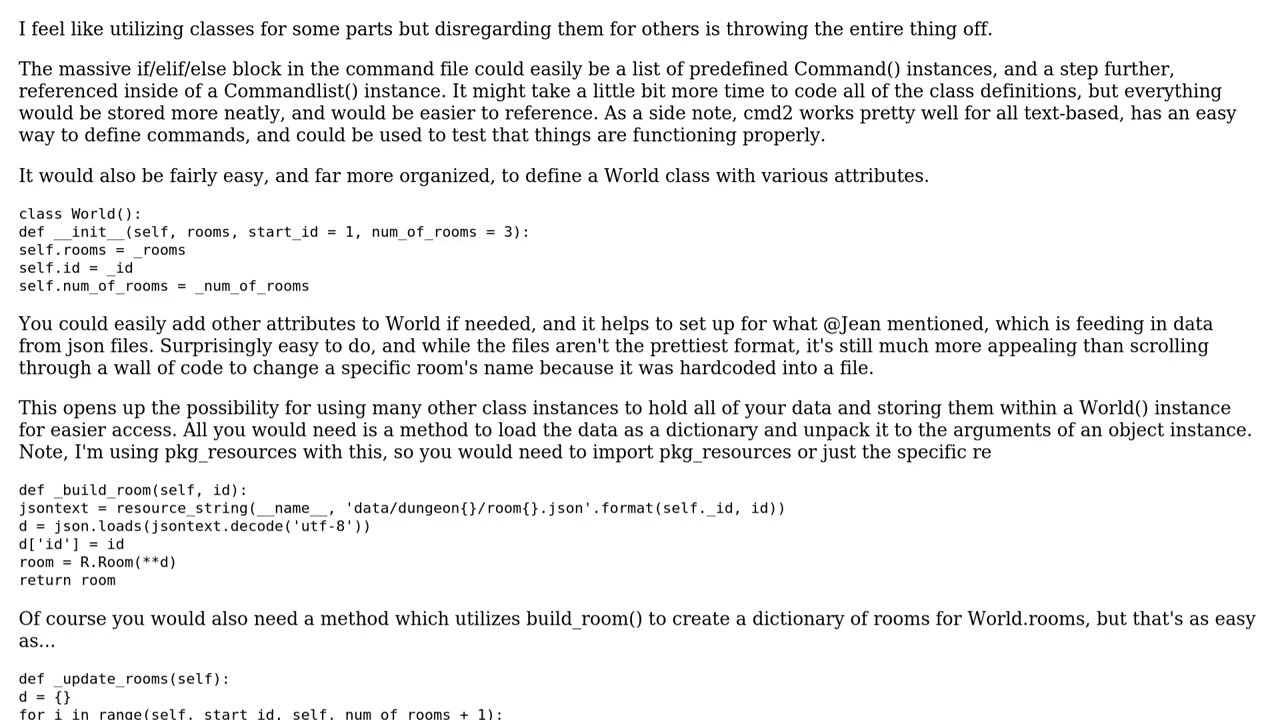 I feel like utilizing classes for some parts but disregarding them for others is throwing the entire thing off.
The massive if/elif/else block in the command file could easily be a list of predefined Command() instances, and a step further,
referenced inside of a Commandlist() instance. It might take a little bit more time to code all of the class definitions, but everything
would be stored more neatly, and would be easier to reference. As a side note, cmd2 works pretty well for all text-based, has an easy
way to define commands, and could be used to test that things are functioning properly.
It would also be fairly easy, and far more organized, to define a World class with various attributes.
class World():
def __init__(self, rooms, start_id = 1, num_of_rooms = 3):
self.rooms = _rooms
self.id = _id
self.num_of_rooms = _num_of_rooms
You could easily add other attributes to World if needed, and it helps to set up for what @Jean mentioned, which is feeding in data
from json files. Surprisingly easy to do, and while the files aren't the prettiest format, it's still much more appealing than scrolling
through a wall of code to change a specific room's name because it was hardcoded into a file.
This opens up the possibility for using many other class instances to hold all of your data and storing them within a World() instance
for easier access. All you would need is a method to load the data as a dictionary and unpack it to the arguments of an object instance.
Note, I'm using pkg_resources with this, so you would need to import pkg_resources or just the specific re
def _build_room(self, id):
jsontext = resource_string(__name__, 'data/dungeon{}/room{}.json'.format(self._id, id))
d = json.loads(jsontext.decode('utf-8'))
d['id'] = id
room = R.Room(**d)
return room
Of course you would also need a method which utilizes build_room() to create a dictionary of rooms for World.rooms, but that's as easy
as...
def _update_rooms(self):
d = {}
for i in range(self._start_id, self._num_of_rooms + 1):